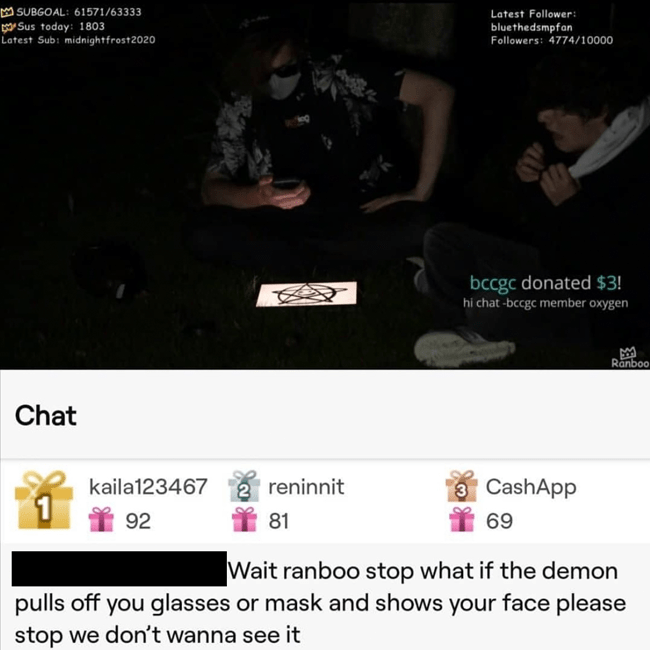 SUBGOAL: 61571/63333
Sus today: 1803
Latest Sub: midnightfrost2020
Latest Follower:
bluethedsmpfan
Followers: 4774/10000
bccgc donated $3!
hi chat -bccgc member oxygen
Ranboo
Chat
1 kaila123467 2 reninnit 3 CashApp
92 81 69
Wait ranboo stop what if the demon
pulls off you glasses or mask and shows your face please
stop we don't wanna see it